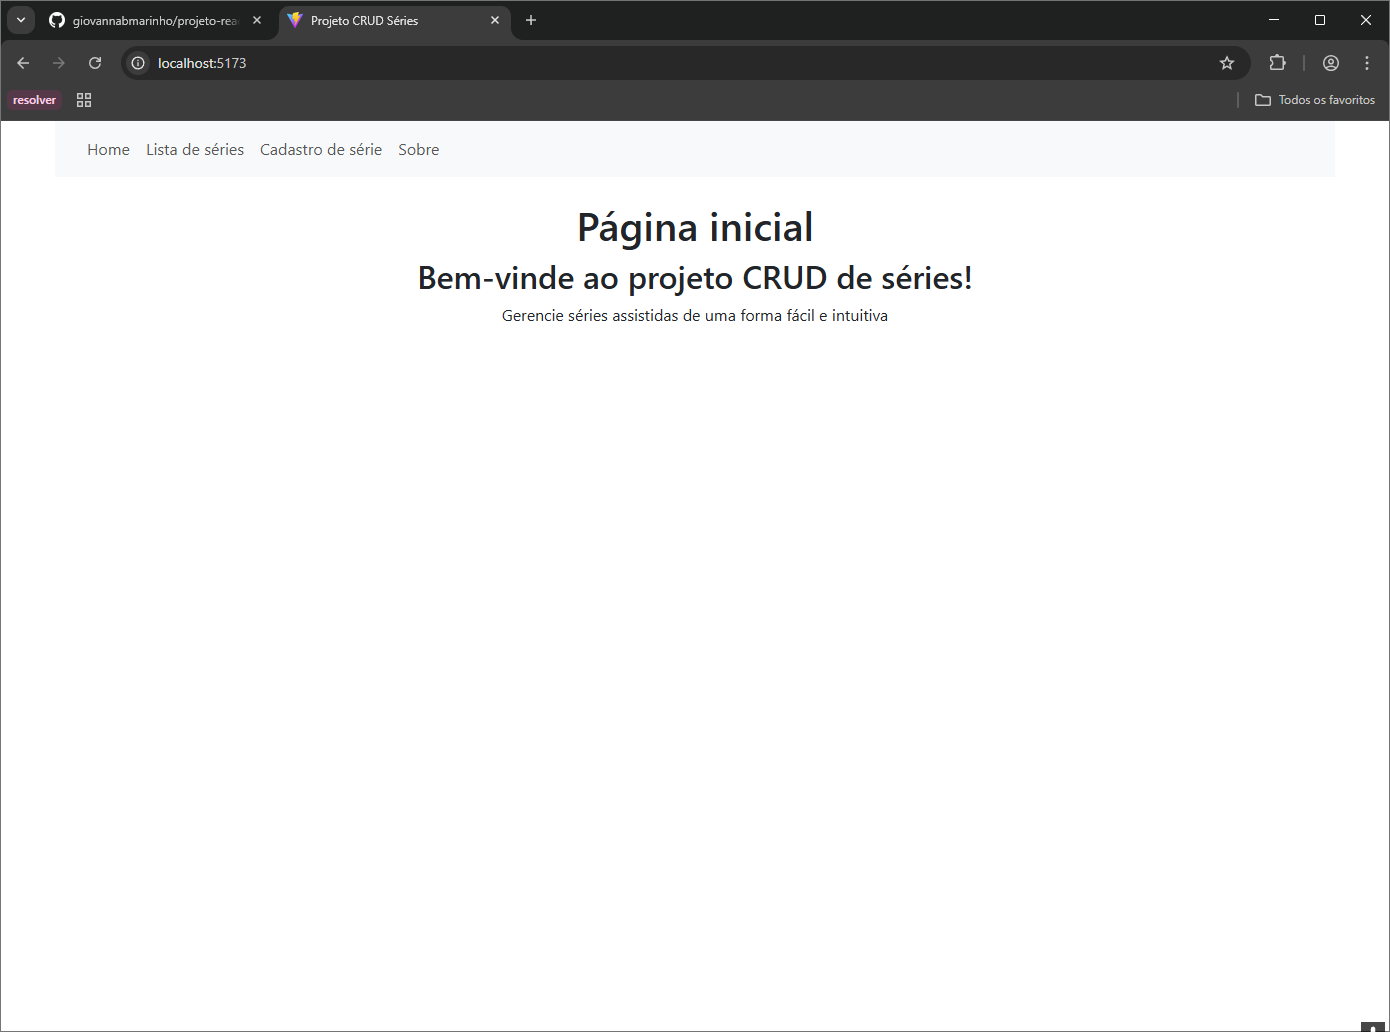 giovannabmarinho/projeto-rea
Projeto CRUD Séries
localhost:5173
resolver
Todos os favoritos
Home Lista de séries Cadastro de série Sobre
Página inicial
Bem-vinde ao projeto CRUD de séries!
Gerencie séries assistidas de uma forma fácil e intuitiva